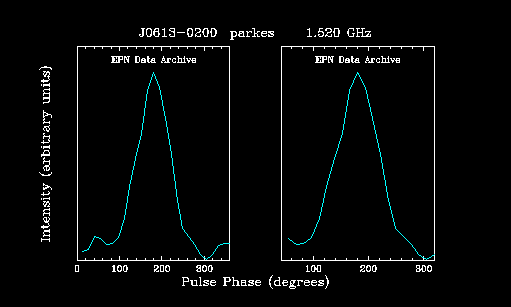 J0613-0200 parkes 1.520 GHz
EPN Data Archive
EPN Data Archive
Intensity (arbitrary units)
0 100 200 300
100 200 300
Pulse Phase (degrees)